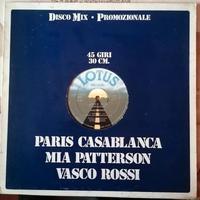 DISCO MIX • PROMOZIONALE
45 GIRI
30 CM.
LOTUS
PARIS CASABLANCA
MIA PATTERSON
VASCO ROSSI